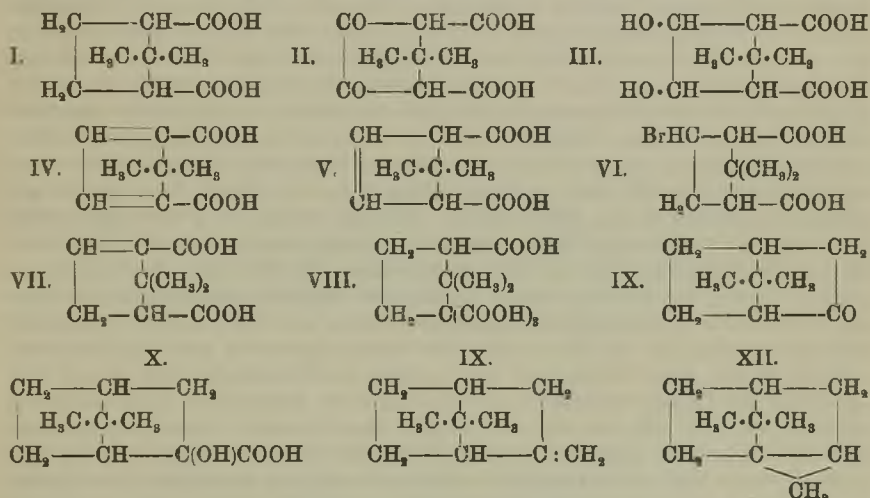 H₂C——CH—COOH CO——CH—COOH HO·CH——CH—COOH
I. H₃C·C·CH₃ II. H₃C·C·CH₃ III. H₃C·C·CH₃
H₂C——CH—COOH CO——CH—COOH HO·CH——CH—COOH
CH══C—COOH CH——CH—COOH BrHC—CH—COOH
IV. H₃C·C·CH₃ V. H₃C·C·CH₃ VI. C(CH₃)₂
CH══C—COOH CH——CH—COOH H₂C—CH—COOH
CH══C—COOH CH₂—CH—COOH CH₂——CH——CH₂
VII. C(CH₃)₂ VIII. C(CH₃)₂ IX. H₃C·C·CH₃
CH₂—CH—COOH CH₂—C(COOH)₂ CH₂——CH——CO
X. IX. XII.
CH₂——CH——CH₂ CH₂——CH——CH₂ CH₂——CH——CH₂
H₃C·C·CH₃ H₃C·C·CH₃ H₃C·C·CH₃
CH₂——CH——C(OH)COOH CH₂——CH——C:CH₂ CH₂——C——CH
CH₂